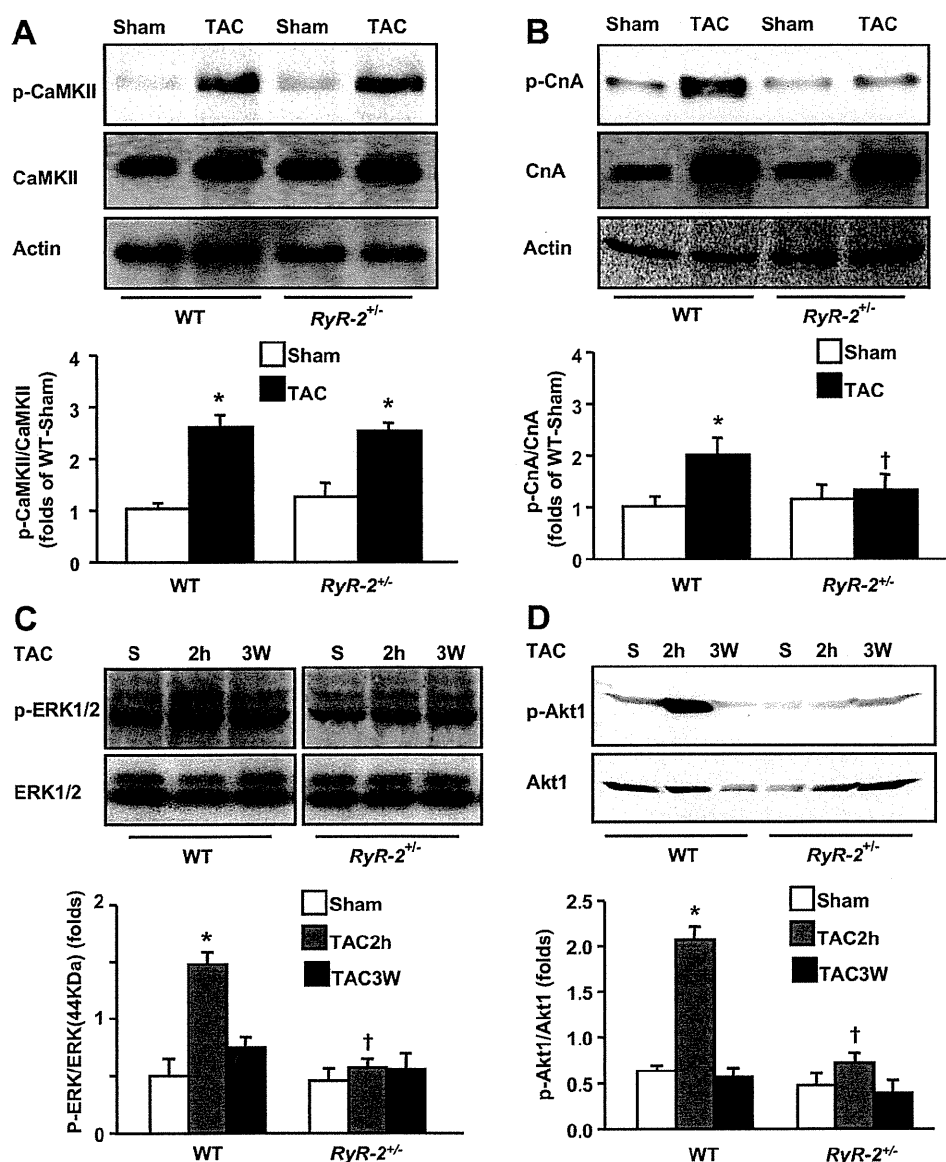 A
Sham TAC Sham TAC
p-CaMKII
CaMKII
Actin
WT RyR-2+/-
Sham
TAC
p-CaMKII/CaMKII
(folds of WT-Sham)
4
3
2
1
0
*
*
WT RyR-2+/-
B
Sham TAC Sham TAC
p-CnA
CnA
Actin
WT RyR-2+/-
Sham
TAC
p-CnA/CnA
(folds of WT-Sham)
4
3
2
1
0
*
†
WT RyR-2+/-
C
TAC S 2h 3W S 2h 3W
p-ERK1/2
ERK1/2
WT RyR-2+/-
Sham
TAC2h
TAC3W
P-ERK/ERK(44KDa) (folds)
2
1
0
*
†
WT RyR-2+/-
D
TAC S 2h 3W S 2h 3W
p-Akt1
Akt1
WT RyR-2+/-
Sham
TAC2h
TAC3W
p-Akt1/Akt1 (folds)
2.5
2.0
1.5
1.0
0.5
0.0
*
†
WT RyR-2+/-